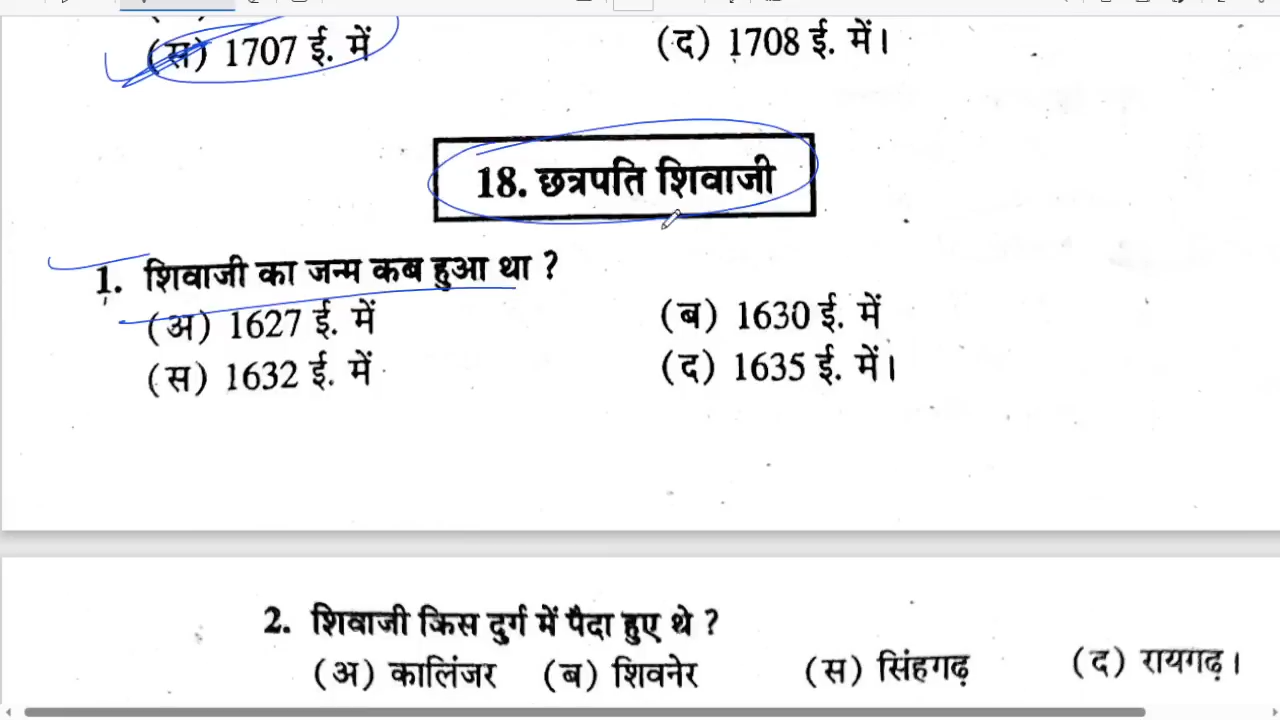 (स) 1707 ई. में (द) 1708 ई. में।
18. छत्रपति शिवाजी
1. शिवाजी का जन्म कब हुआ था ?
(अ) 1627 ई. में (ब) 1630 ई. में
(स) 1632 ई. में (द) 1635 ई. में।
2. शिवाजी किस दुर्ग में पैदा हुए थे ?
(अ) कालिंजर (ब) शिवनेर (स) सिंहगढ़ (द) रायगढ़।